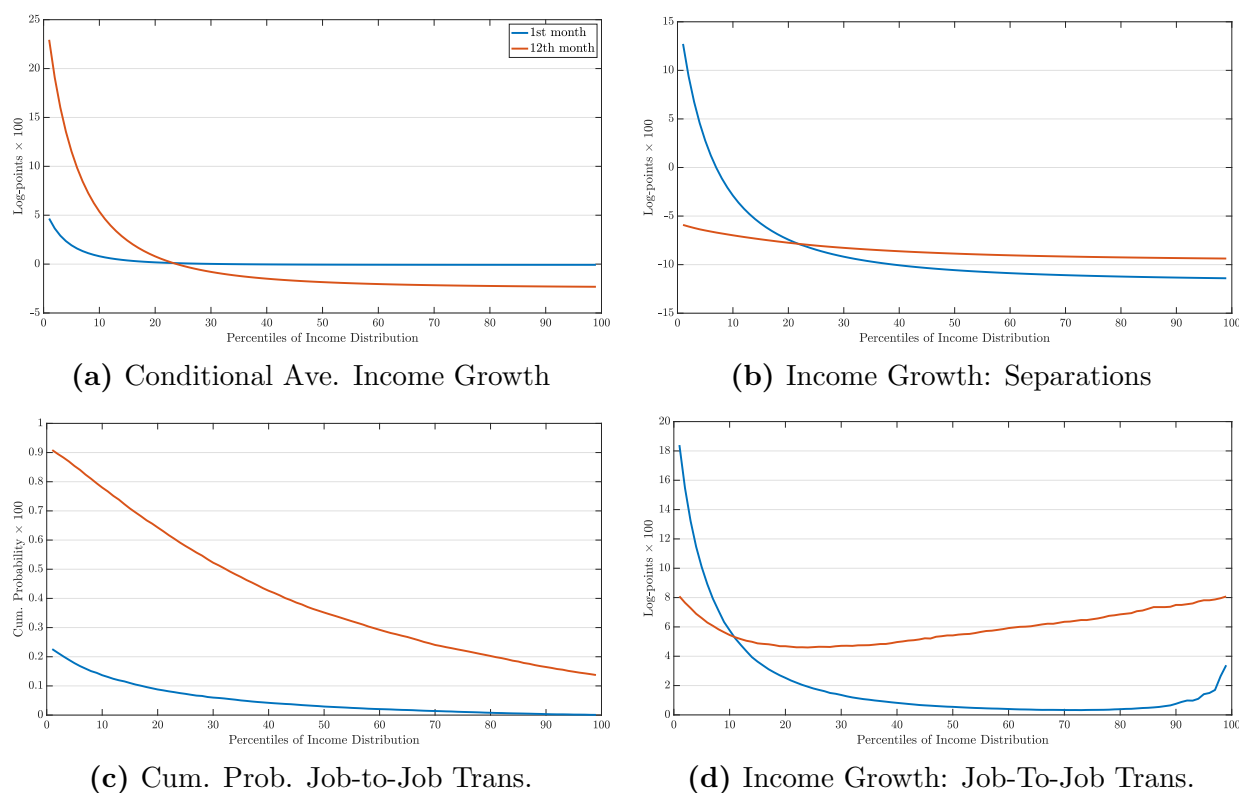 1st month
12th month
Log-points × 100
25
20
15
10
5
0
-5
0 10 20 30 40 50 60 70 80 90 100
Percentiles of Income Distribution
(a) Conditional Ave. Income Growth
Log-points × 100
15
10
5
0
-5
-10
-15
0 10 20 30 40 50 60 70 80 90 100
Percentiles of Income Distribution
(b) Income Growth: Separations
Cum. Probability × 100
1
0.9
0.8
0.7
0.6
0.5
0.4
0.3
0.2
0.1
0
0 10 20 30 40 50 60 70 80 90 100
Percentiles of Income Distribution
(c) Cum. Prob. Job-to-Job Trans.
Log-points × 100
20
18
16
14
12
10
8
6
4
2
0
0 10 20 30 40 50 60 70 80 90 100
Percentiles of Income Distribution
(d) Income Growth: Job-To-Job Trans.